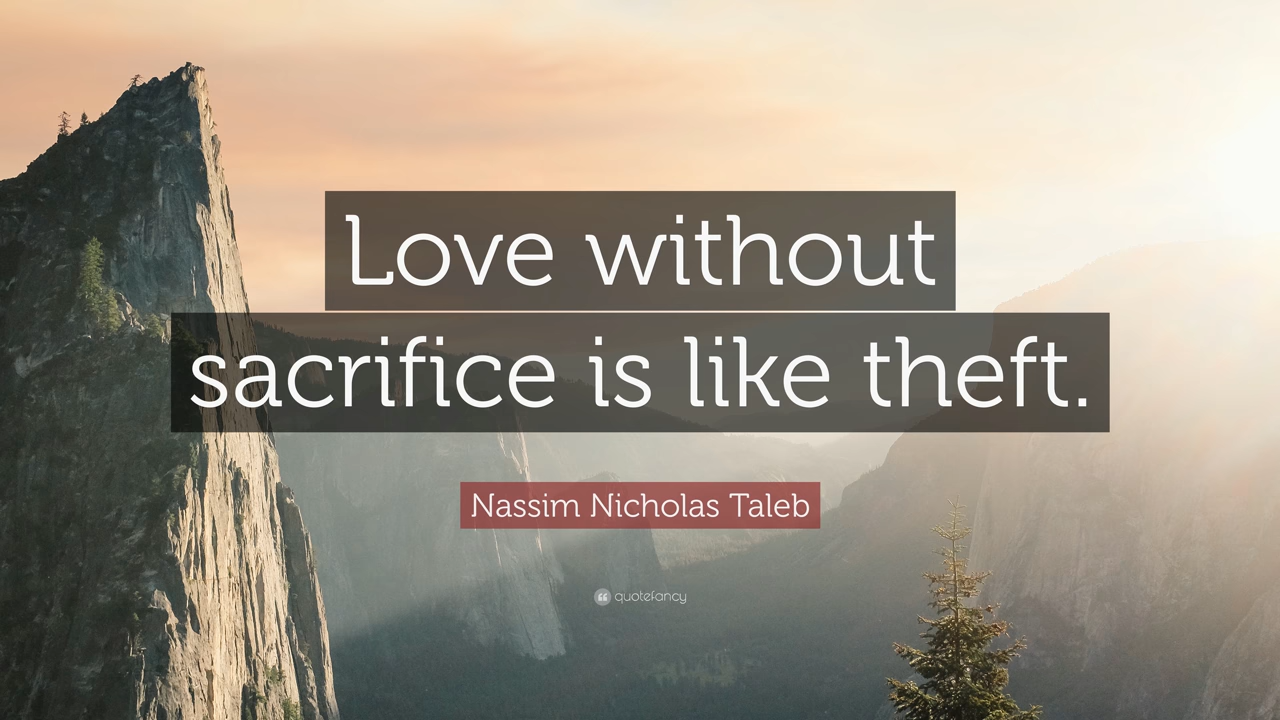 Love without
sacrifice is like theft.
Nassim Nicholas Taleb
quotefancy